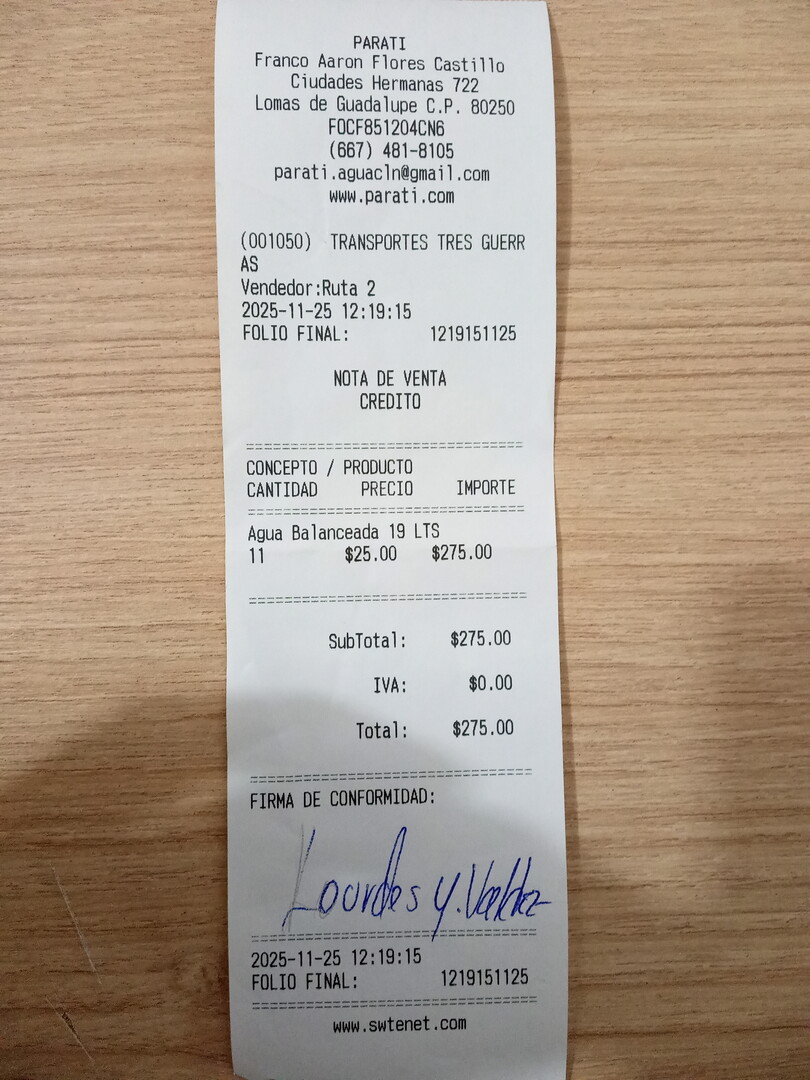 PARATI
Franco Aaron Flores Castillo
Ciudades Hermanas 722
Lomas de Guadalupe C.P. 80250
FOCF851204CN6
(667) 481-8105
parati.aguacln@gmail.com
www.parati.com
(001050) TRANSPORTES TRES GUERR
AS
Vendedor:Ruta 2
2025-11-25 12:19:15
FOLIO FINAL: 1219151125
NOTA DE VENTA
CREDITO
CONCEPTO / PRODUCTO
CANTIDAD PRECIO IMPORTE
Agua Balanceada 19 LTS
11 $25.00 $275.00
SubTotal: $275.00
IVA: $0.00
Total: $275.00
FIRMA DE CONFORMIDAD:
Lourdes Y. Valdez
2025-11-25 12:19:15
FOLIO FINAL: 1219151125
www.swtenet.com